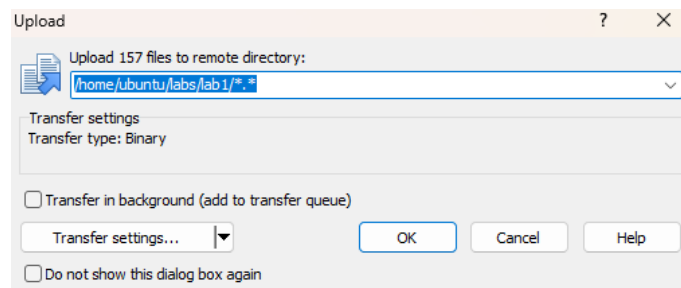 Upload ? X
Upload 157 files to remote directory:
/home/ubuntu/labs/lab1/*.*
Transfer settings
Transfer type: Binary
Transfer in background (add to transfer queue)
Transfer settings... OK Cancel Help
Do not show this dialog box again